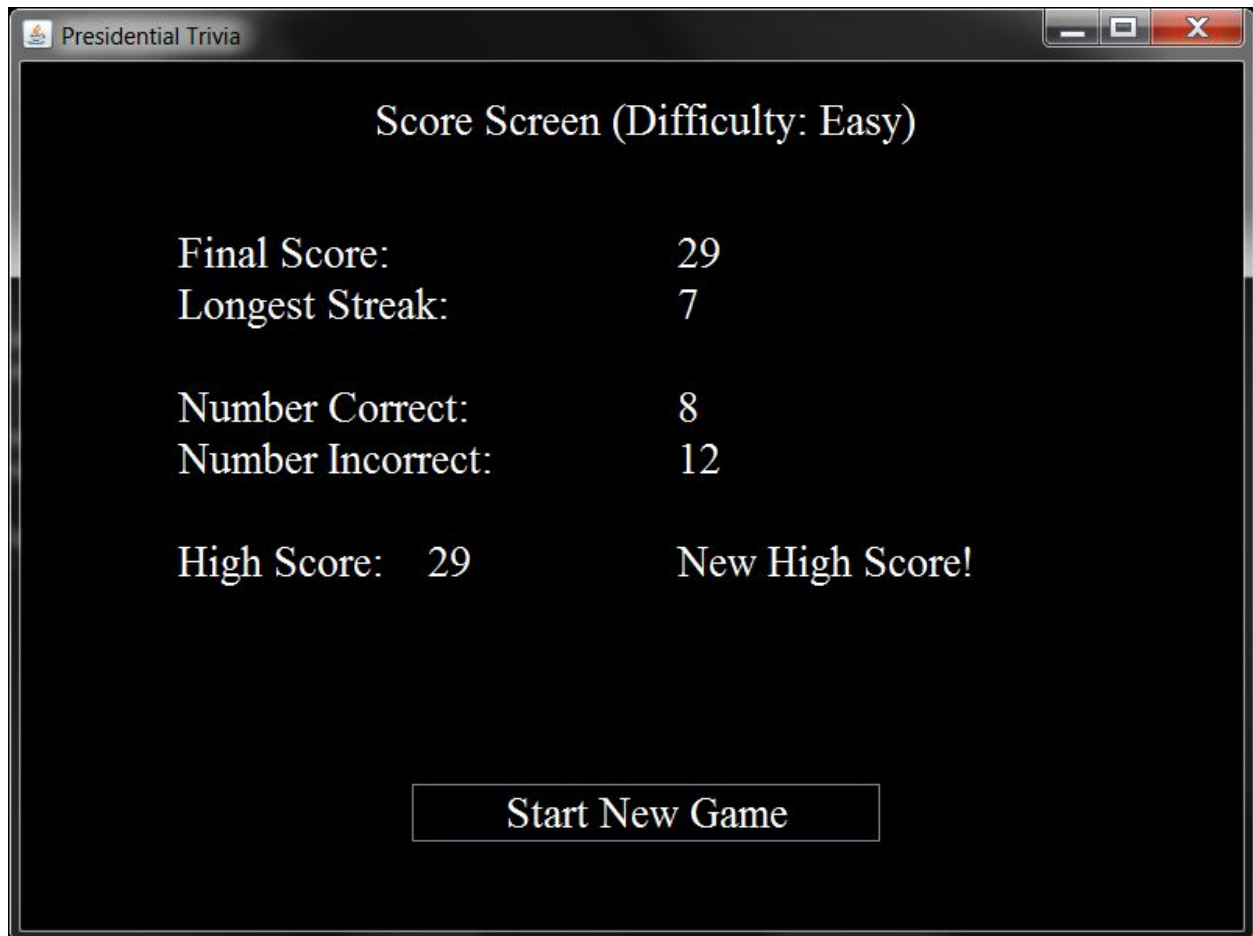 Presidential Trivia
Score Screen (Difficulty: Easy)
Final Score: 29
Longest Streak: 7
Number Correct: 8
Number Incorrect: 12
High Score: 29 New High Score!
Start New Game